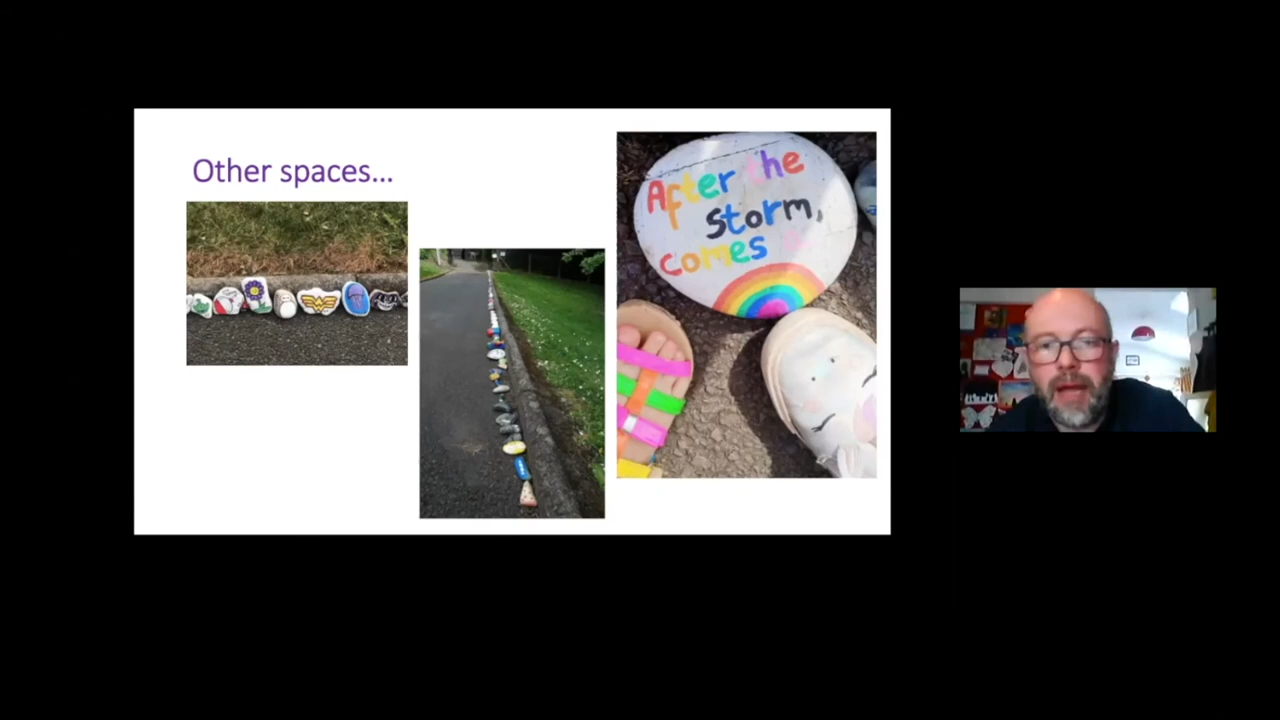 Other spaces...
After the
storm,
comes